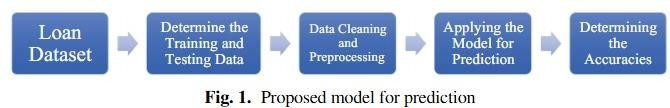 Loan
Dataset
Determine the
Training and
Testing Data
Data Cleaning
and
Preprocessing
Applying the
Model for
Prediction
Determining
the
Accuracies
Fig. 1. Proposed model for prediction